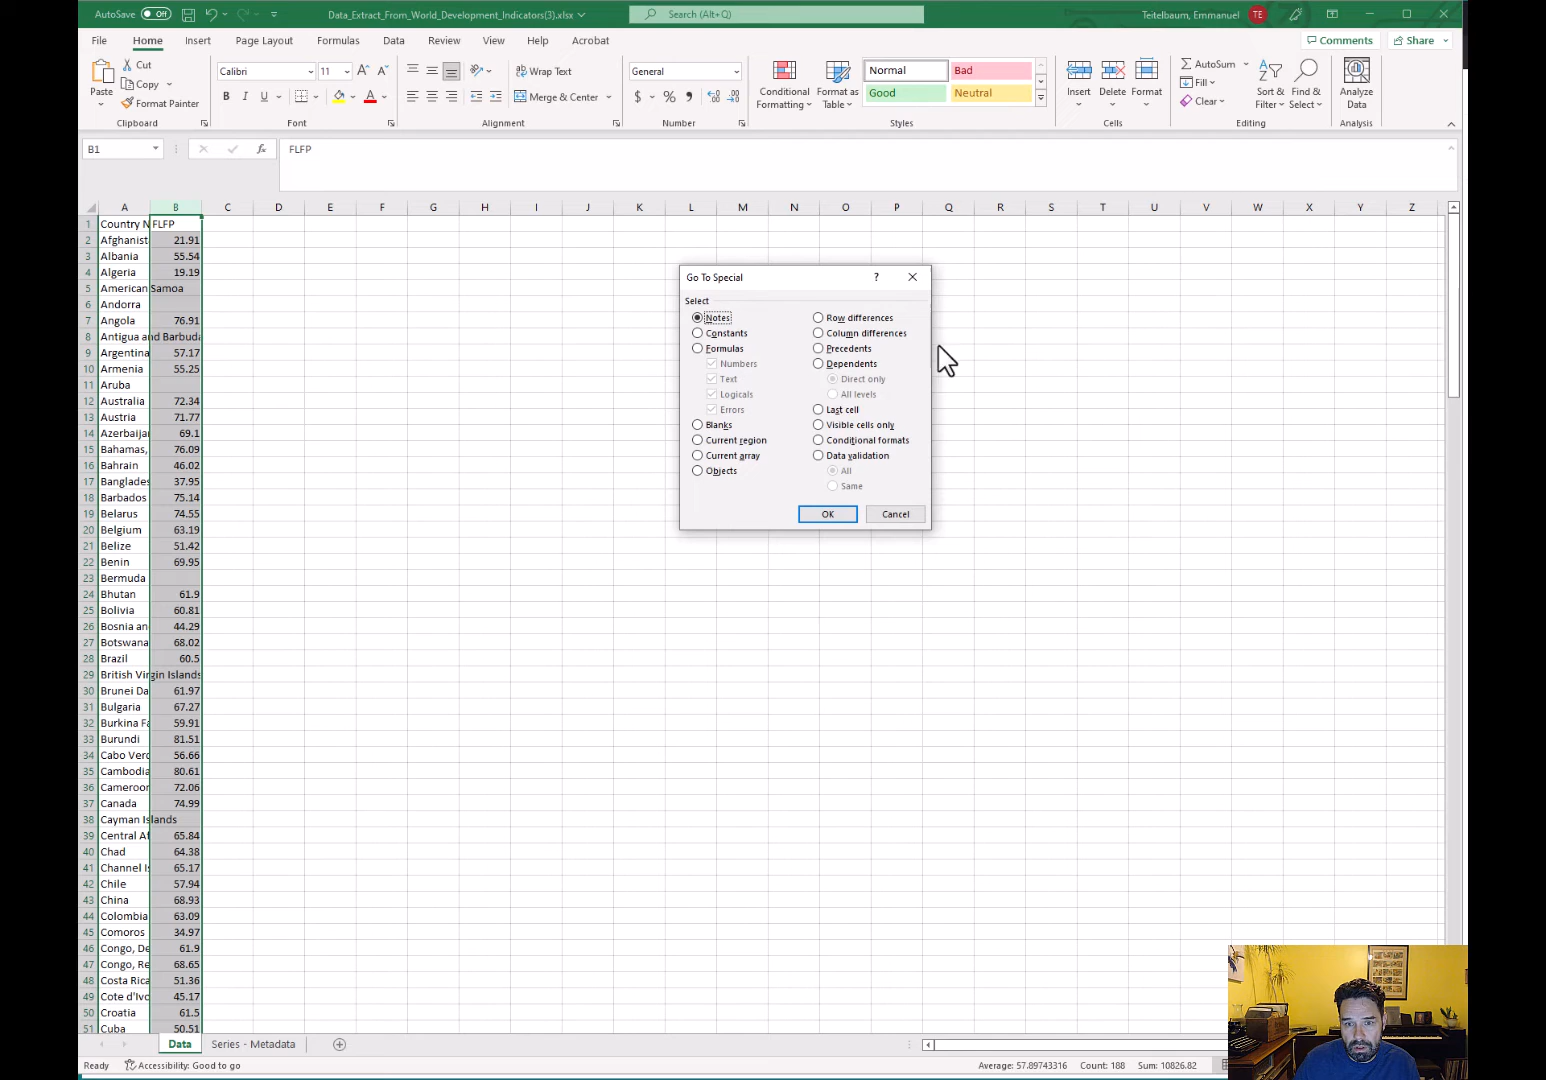 AutoSave Off Data_Extract_From_World_Development_Indicators(3).xlsx Search (Alt+Q) Teitelbaum, Emmanuel TE
File Home Insert Page Layout Formulas Data Review View Help Acrobat Comments Share
Paste Cut Copy Format Painter
Calibri 11 B I U
Wrap Text Merge & Center
General $ % 9
Conditional Formatting Format as Table
Normal Bad Good Neutral
Insert Delete Format
AutoSum Fill Clear
Sort & Filter Find & Select
Analyze Data
Clipboard Font Alignment Number Styles Cells Editing Analysis
B1 fx FLFP
A B C D E F G H I J K L M N O P Q R S T U V W X Y Z
1 Country N FLFP
2 Afghanist 21.91
3 Albania 55.54
4 Algeria 19.19
5 American Samoa
6 Andorra
7 Angola 76.91
8 Antigua and Barbuda
9 Argentina 57.17
10 Armenia 55.25
11 Aruba
12 Australia 72.34
13 Austria 71.77
14 Azerbaijan 69.1
15 Bahamas, 76.09
16 Bahrain 46.02
17 Banglades 37.95
18 Barbados 75.14
19 Belarus 74.55
20 Belgium 63.19
21 Belize 51.42
22 Benin 69.95
23 Bermuda
24 Bhutan 61.9
25 Bolivia 60.81
26 Bosnia an 44.29
27 Botswana 68.02
28 Brazil 60.5
29 British Virgin Islands
30 Brunei Da 61.97
31 Bulgaria 67.27
32 Burkina Fa 59.91
33 Burundi 81.51
34 Cabo Verd 56.66
35 Cambodia 80.61
36 Cameroon 72.06
37 Canada 74.99
38 Cayman Islands
39 Central Af 65.84
40 Chad 64.38
41 Channel Is 65.17
42 Chile 57.94
43 China 68.93
44 Colombia 63.09
45 Comoros 34.97
46 Congo, De 61.9
47 Congo, Re 68.65
48 Costa Rica 51.36
49 Cote d'Ivo 45.17
50 Croatia 61.5
51 Cuba 50.51
Go To Special ?
Select
Notes
Constants
Formulas
Numbers
Text
Logicals
Errors
Blanks
Current region
Current array
Objects
Row differences
Column differences
Precedents
Dependents
Direct only
All levels
Last cell
Visible cells only
Conditional formats
Data validation
All
Same
OK Cancel
Data Series - Metadata
Ready Accessibility: Good to go Average: 57.89743316 Count: 188 Sum: 10826.82